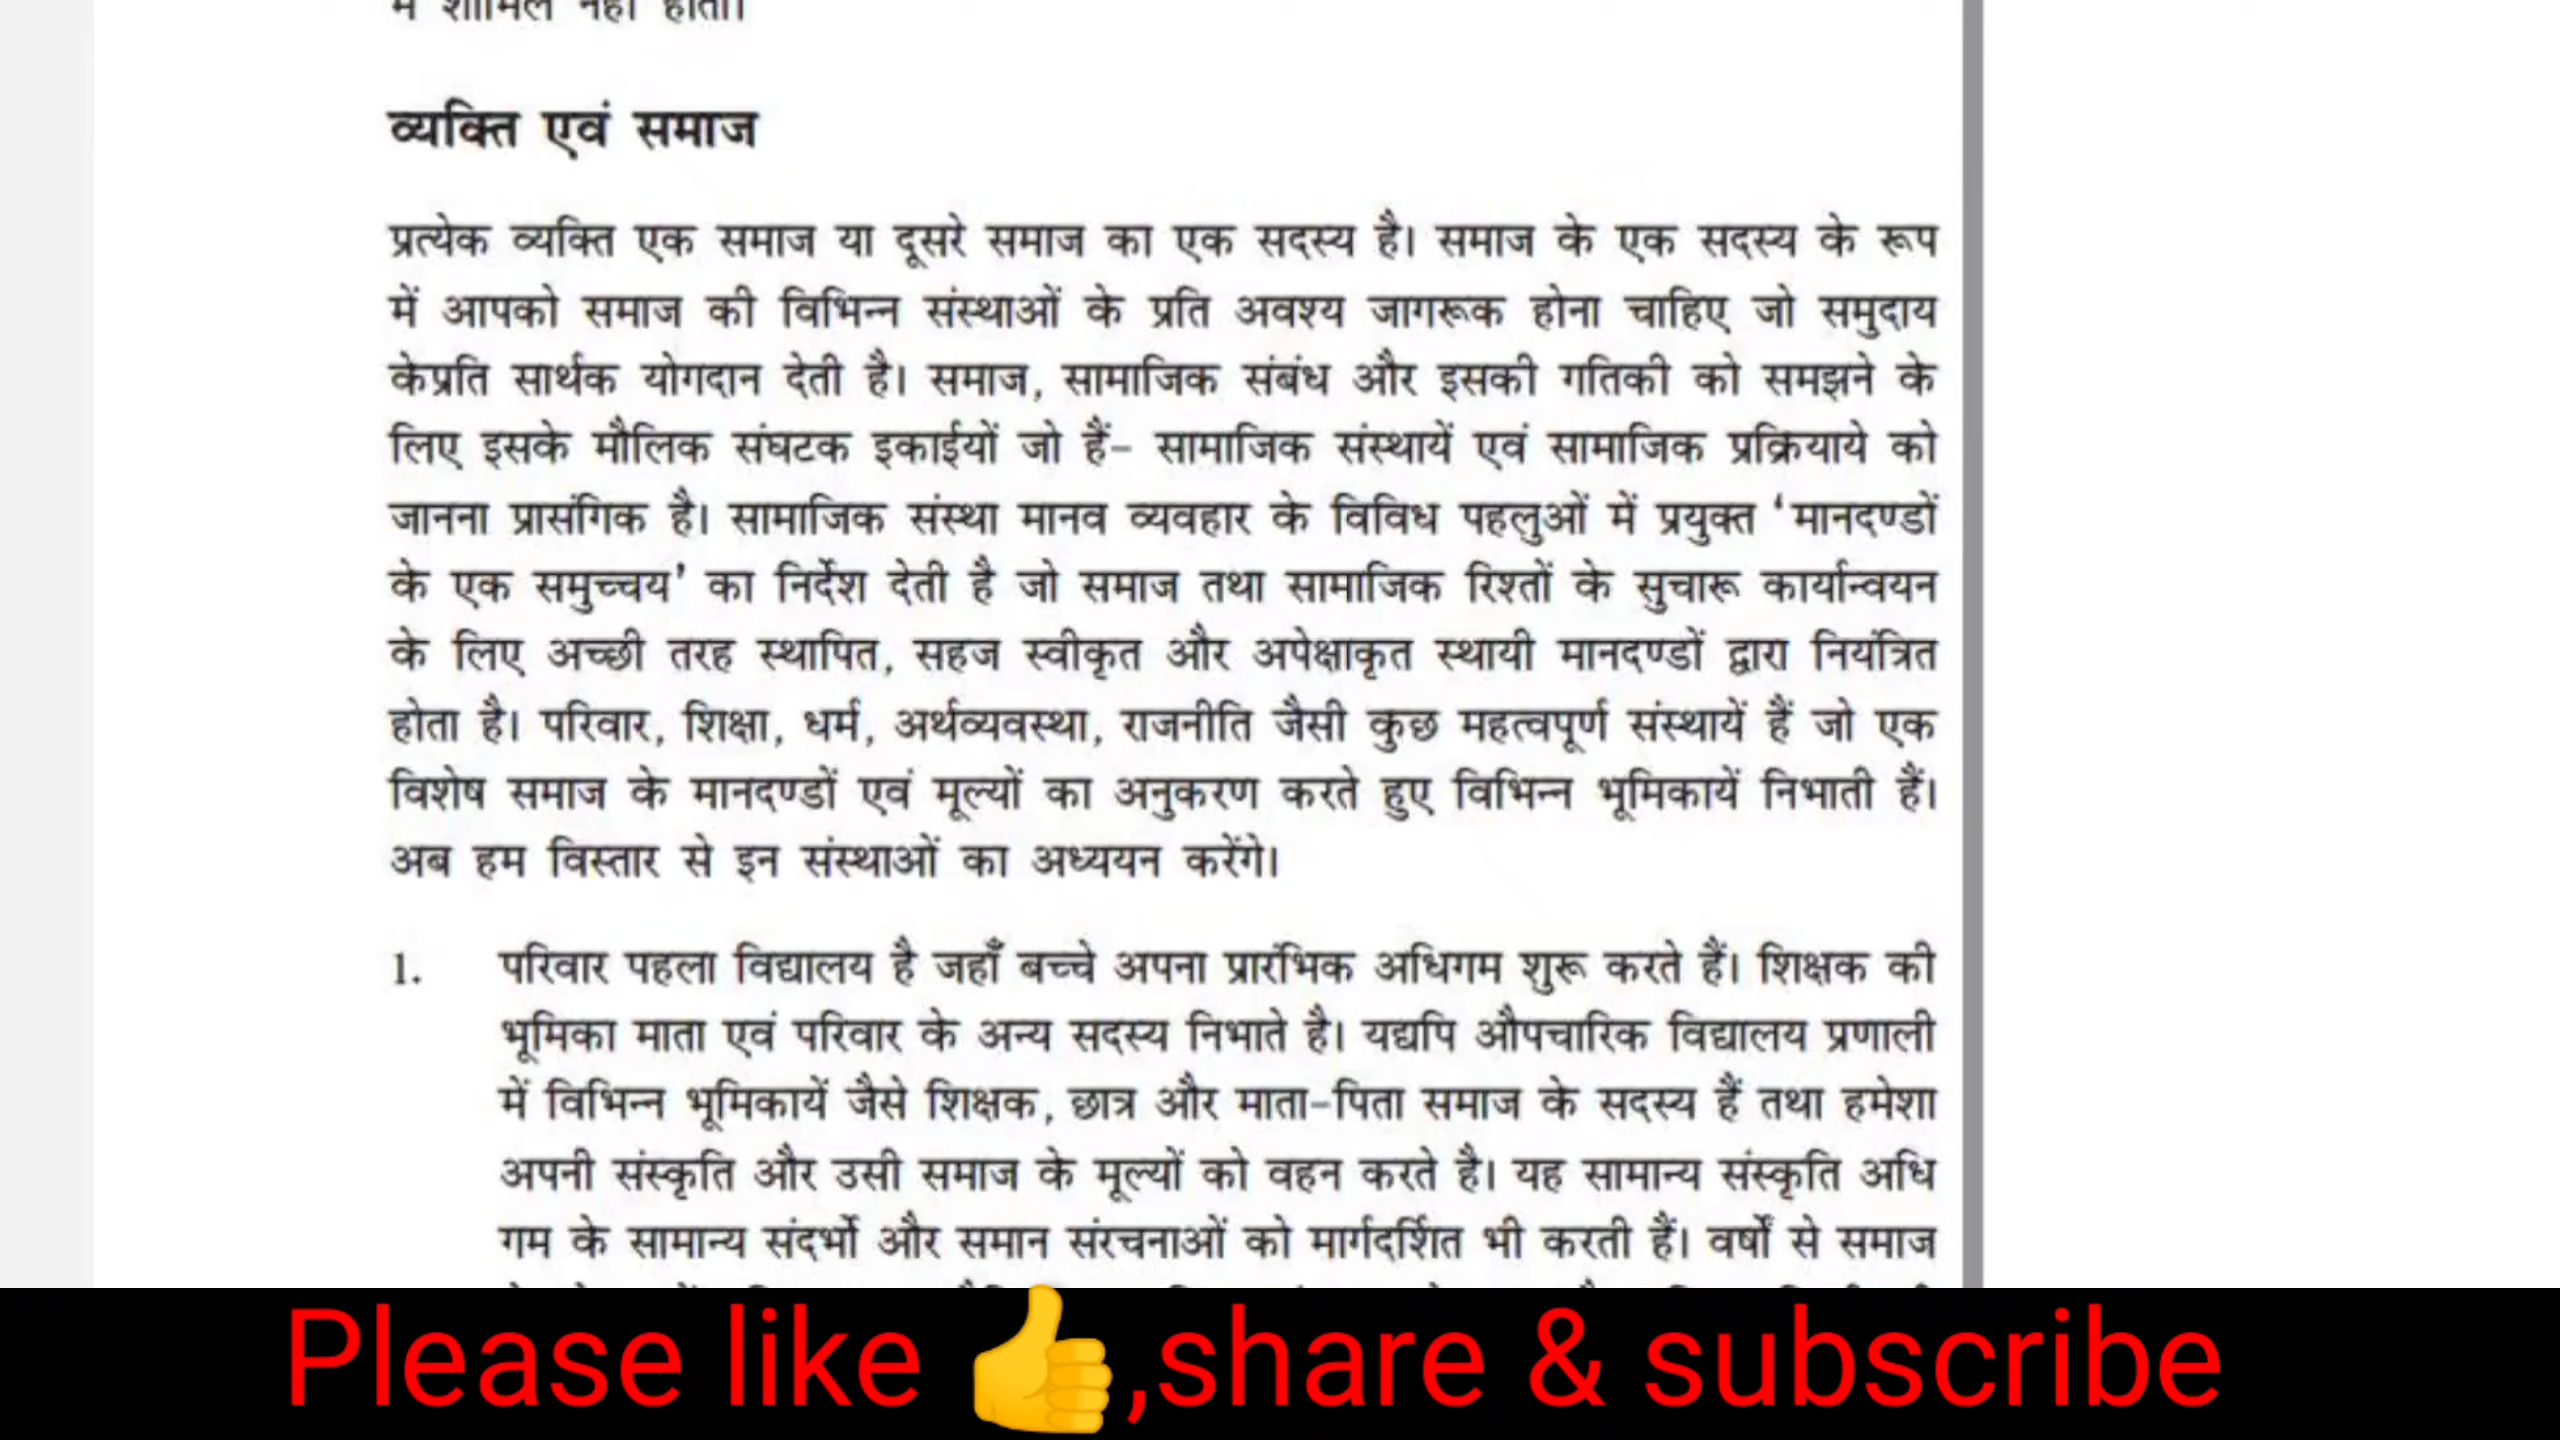 में शामिल नहीं होता।
व्यक्ति एवं समाज
प्रत्येक व्यक्ति एक समाज या दूसरे समाज का एक सदस्य है। समाज के एक सदस्य के रूप
में आपको समाज की विभिन्न संस्थाओं के प्रति अवश्य जागरूक होना चाहिए जो समुदाय
केप्रति सार्थक योगदान देती है। समाज, सामाजिक संबंध और इसकी गतिकी को समझने के
लिए इसके मौलिक संघटक इकाईयों जो हैं- सामाजिक संस्थायें एवं सामाजिक प्रक्रियाये को
जानना प्रासंगिक है। सामाजिक संस्था मानव व्यवहार के विविध पहलुओं में प्रयुक्त ‘मानदण्डों
के एक समुच्चय’ का निर्देश देती है जो समाज तथा सामाजिक रिश्तों के सुचारू कार्यान्वयन
के लिए अच्छी तरह स्थापित, सहज स्वीकृत और अपेक्षाकृत स्थायी मानदण्डों द्वारा नियंत्रित
होता है। परिवार, शिक्षा, धर्म, अर्थव्यवस्था, राजनीति जैसी कुछ महत्वपूर्ण संस्थायें हैं जो एक
विशेष समाज के मानदण्डों एवं मूल्यों का अनुकरण करते हुए विभिन्न भूमिकायें निभाती हैं।
अब हम विस्तार से इन संस्थाओं का अध्ययन करेंगे।
1. परिवार पहला विद्यालय है जहाँ बच्चे अपना प्रारंभिक अधिगम शुरू करते हैं। शिक्षक की
भूमिका माता एवं परिवार के अन्य सदस्य निभाते है। यद्यपि औपचारिक विद्यालय प्रणाली
में विभिन्न भूमिकायें जैसे शिक्षक, छात्र और माता-पिता समाज के सदस्य हैं तथा हमेशा
अपनी संस्कृति और उसी समाज के मूल्यों को वहन करते है। यह सामान्य संस्कृति अधि
गम के सामान्य संदर्भो और समान संरचनाओं को मार्गदर्शित भी करती हैं। वर्षों से समाज
Please like 👍,share & subscribe